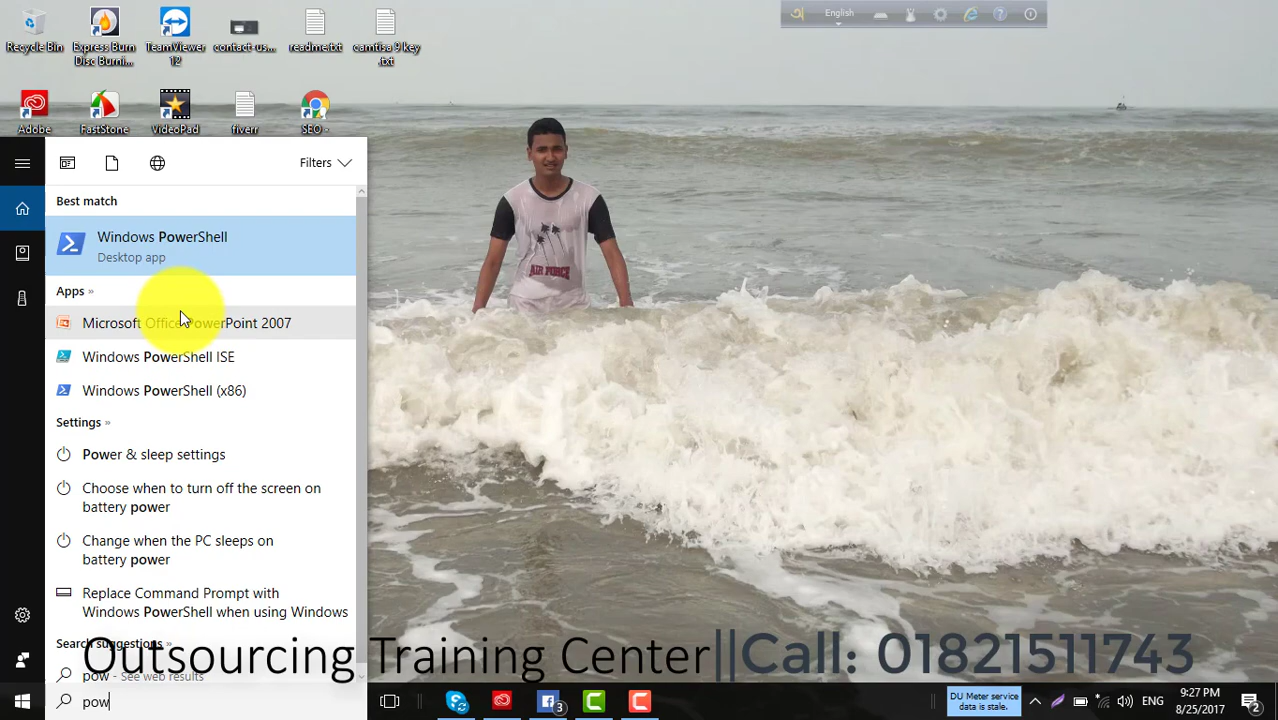 English
Recycle Bin
Express Burn
Disc Burni...
TeamViewer
12
contact-us...
readme.txt
camtisa 9 key
.txt
Adobe
FastStone
VideoPad
fiverr
SEO -
Filters
Best match
Windows PowerShell
Desktop app
Apps »
Microsoft Office PowerPoint 2007
Windows PowerShell ISE
Windows PowerShell (x86)
Settings »
Power & sleep settings
Choose when to turn off the screen on
battery power
Change when the PC sleeps on
battery power
Replace Command Prompt with
Windows PowerShell when using Windows
Search suggestions »
pow - See web results
Outsourcing Training Center||Call: 01821511743
pow
3
DU Meter service
data is stale.
ENG
9:27 PM
8/25/2017
2
AIR FORCE